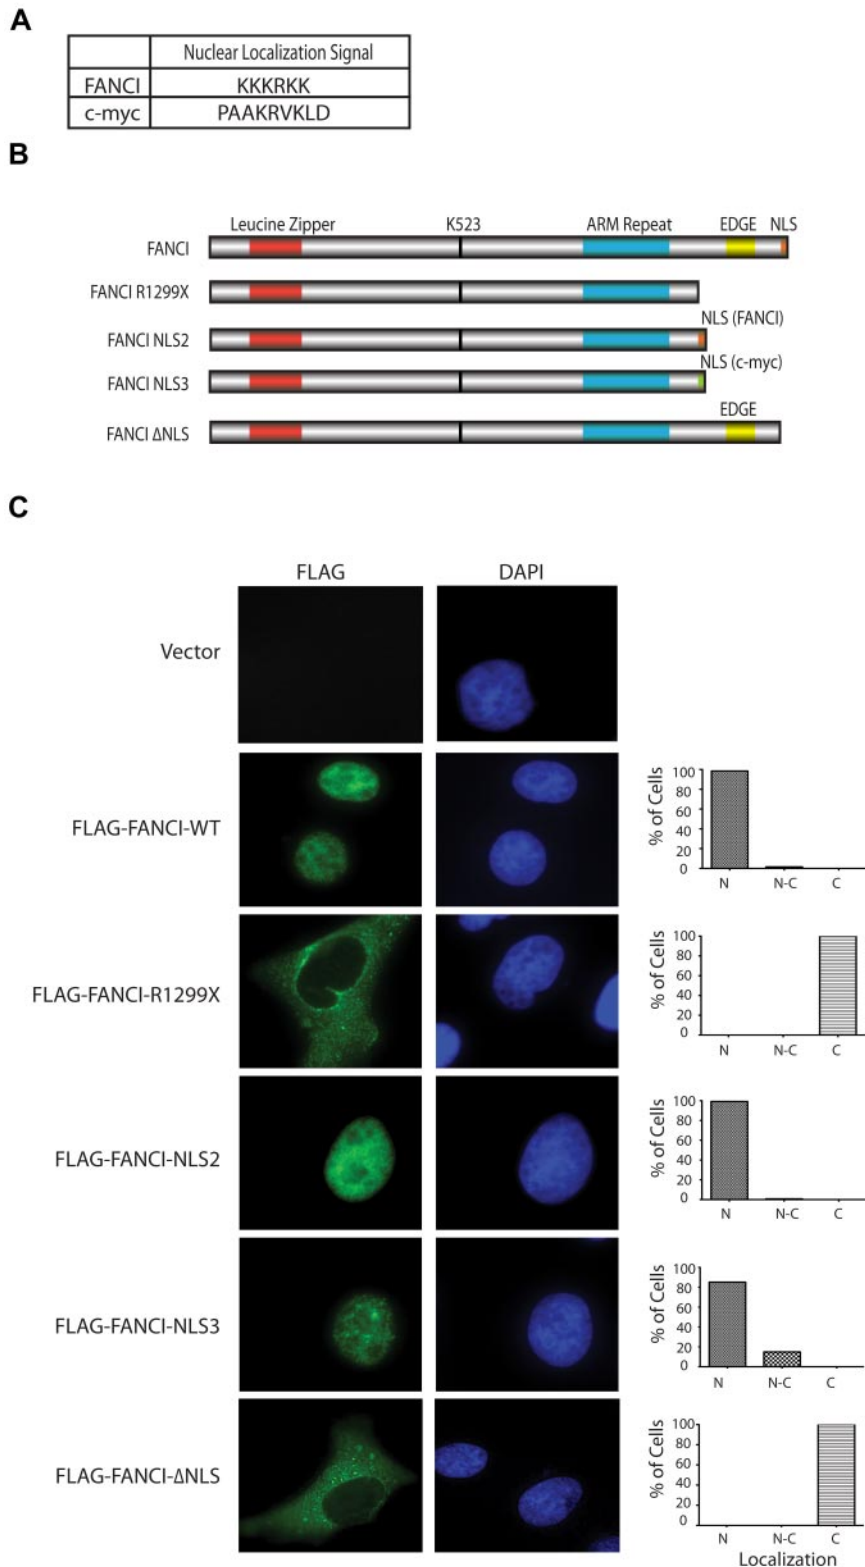 A
Nuclear Localization Signal
FANCI KKKRKK
c-myc PAAKRVKLD
B
Leucine Zipper K523 ARM Repeat EDGE NLS
FANCI
FANCI R1299X
NLS (FANCI)
FANCI NLS2
NLS (c-myc)
FANCI NLS3
EDGE
FANCI ΔNLS
C
FLAG DAPI
Vector
FLAG-FANCI-WT
% of Cells
100
80
60
40
20
0
N N-C C
FLAG-FANCI-R1299X
% of Cells
100
80
60
40
20
0
N N-C C
FLAG-FANCI-NLS2
% of Cells
100
80
60
40
20
0
N N-C C
FLAG-FANCI-NLS3
% of Cells
100
80
60
40
20
0
N N-C C
FLAG-FANCI-ΔNLS
% of Cells
100
80
60
40
20
0
N N-C C
Localization